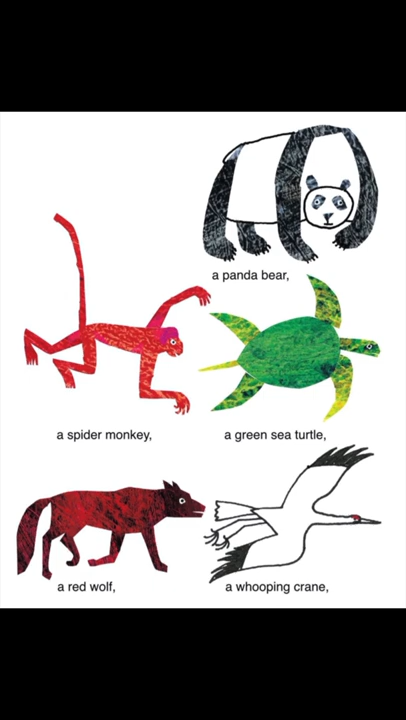 a panda bear,
a spider monkey,
a green sea turtle,
a red wolf,
a whooping crane,